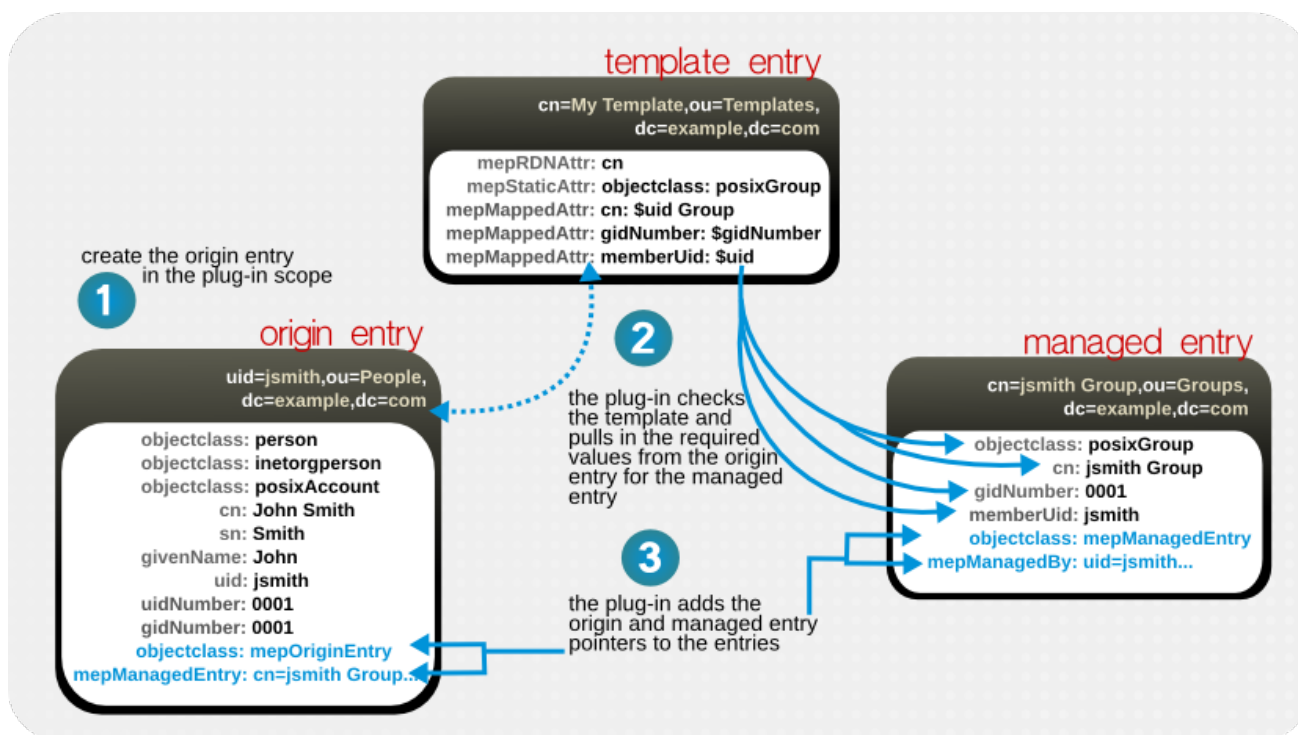 template entry
cn=My Template,ou=Templates,
dc=example,dc=com
mepRDNAttr: cn
mepStaticAttr: objectclass: posixGroup
mepMappedAttr: cn: $uid Group
mepMappedAttr: gidNumber: $gidNumber
mepMappedAttr: memberUid: $uid
create the origin entry
in the plug-in scope
1
origin entry
uid=jsmith,ou=People,
dc=example,dc=com
objectclass: person
objectclass: inetorgperson
objectclass: posixAccount
cn: John Smith
sn: Smith
givenName: John
uid: jsmith
uidNumber: 0001
gidNumber: 0001
objectclass: mepOriginEntry
mepManagedEntry: cn=jsmith Group...
2
the plug-in checks
the template and
pulls in the required
values from the origin
entry for the managed
entry
3
the plug-in adds the
origin and managed entry
pointers to the entries
managed entry
cn=jsmith Group,ou=Groups,
dc=example,dc=com
objectclass: posixGroup
cn: jsmith Group
gidNumber: 0001
memberUid: jsmith
objectclass: mepManagedEntry
mepManagedBy: uid=jsmith...